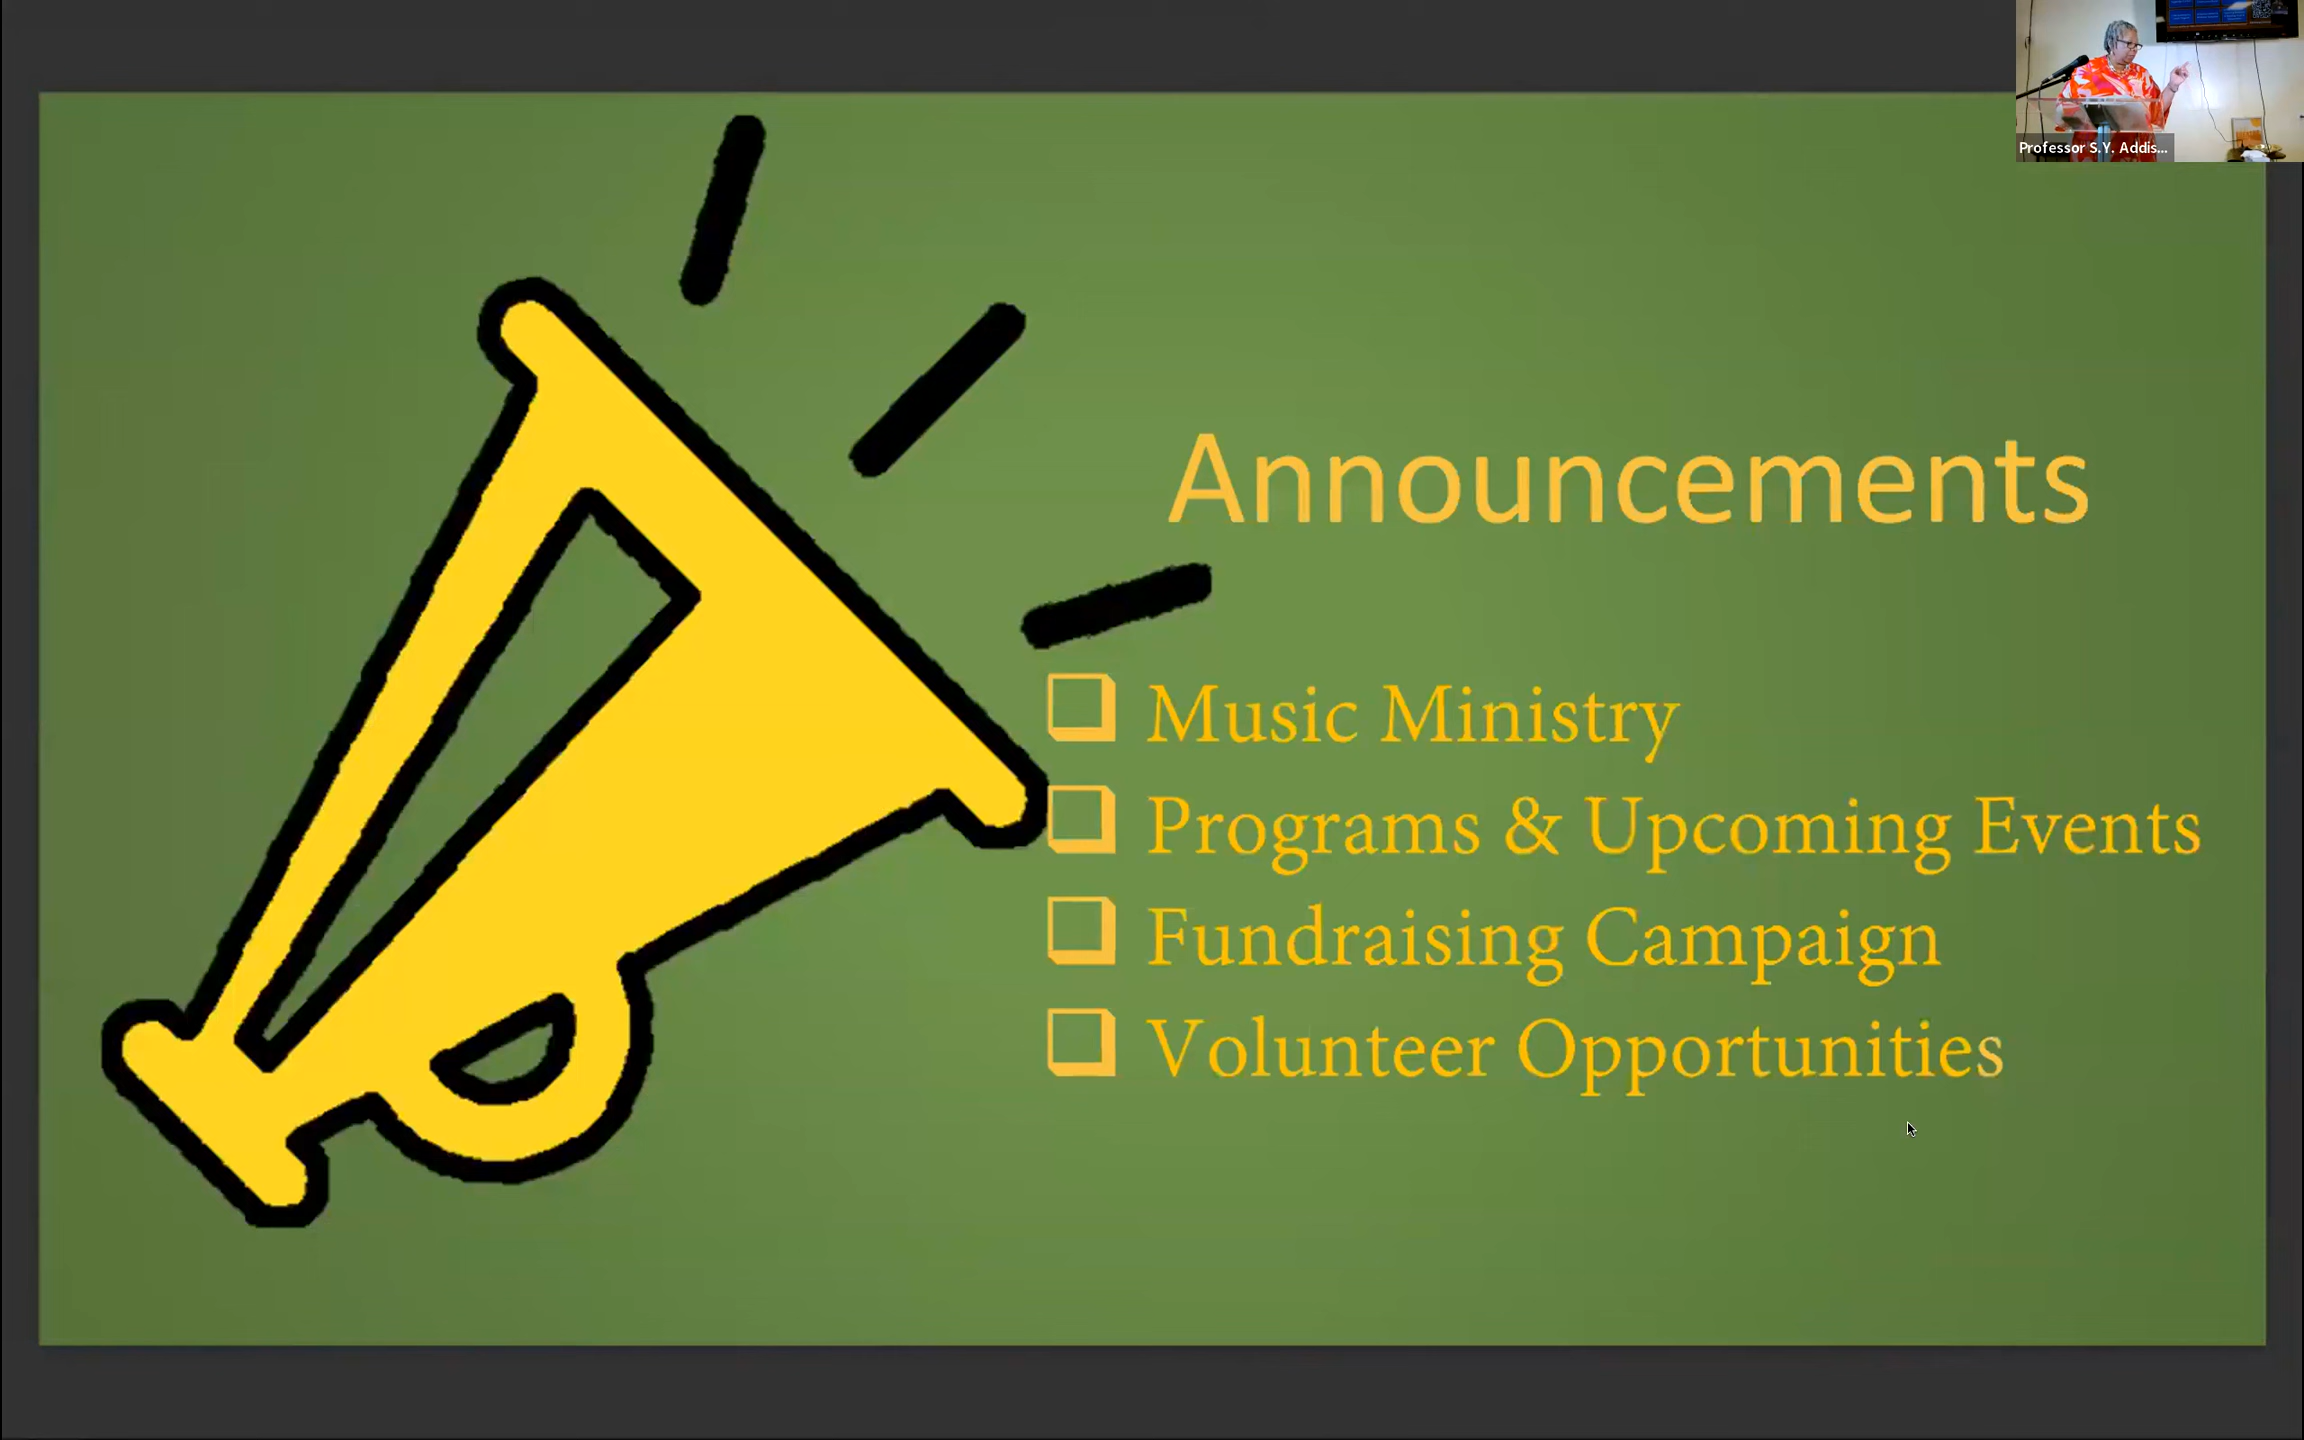 Professor S.Y. Addis...
Announcements
Music Ministry
Programs & Upcoming Events
Fundraising Campaign
Volunteer Opportunities